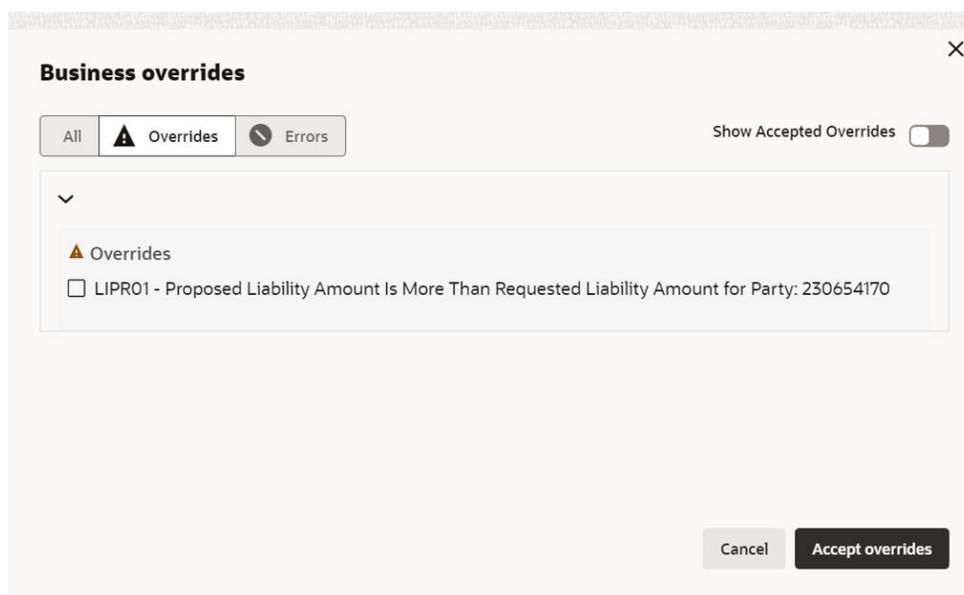 Business overrides
All Overrides Errors
Show Accepted Overrides
Overrides
LIPR01 - Proposed Liability Amount Is More Than Requested Liability Amount for Party: 230654170
Cancel Accept overrides